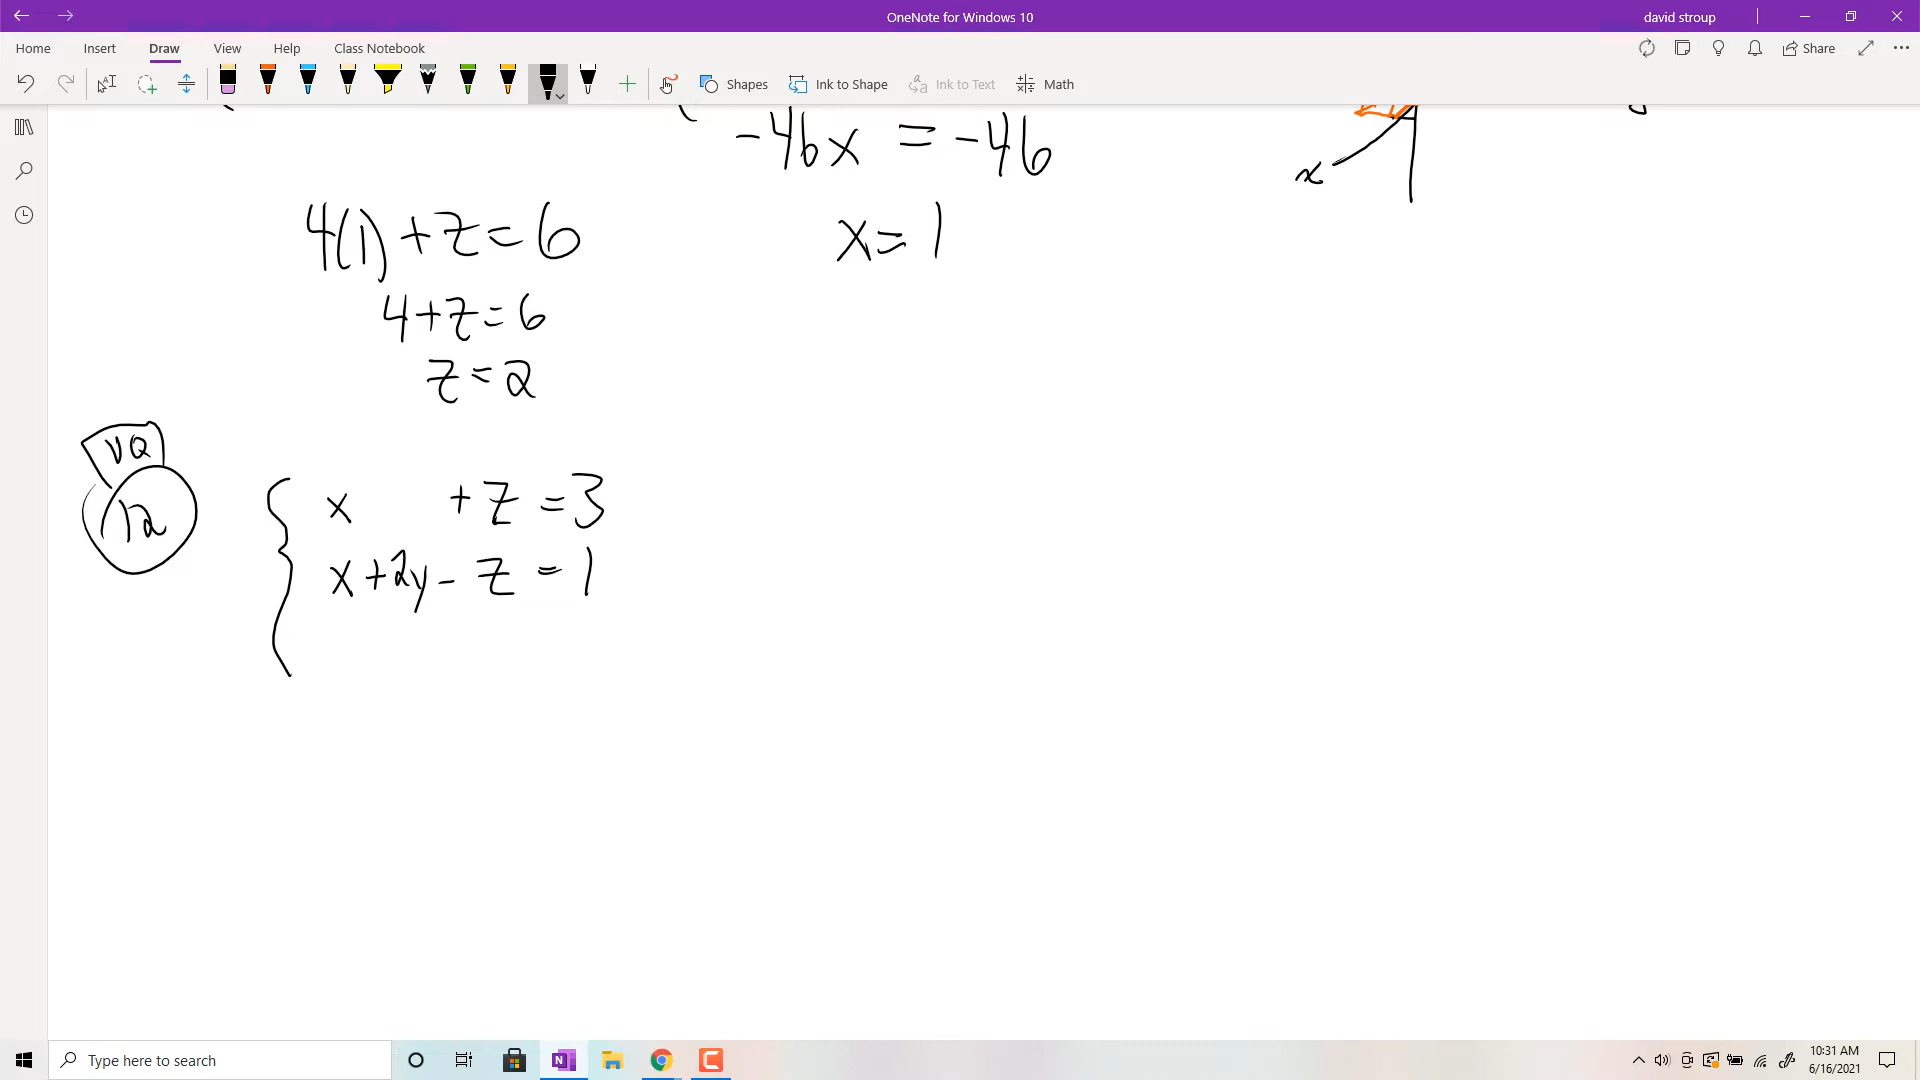 OneNote for Windows 10
david stroup
Home Insert Draw View Help Class Notebook
Share
Shapes Ink to Shape Ink to Text Math
-46x = -46
x
4(1) + z = 6
x = 1
4 + z = 6
z = 2
VQ
12
x + z = 3
x + 2y - z = 1
Type here to search
10:31 AM
6/16/2021